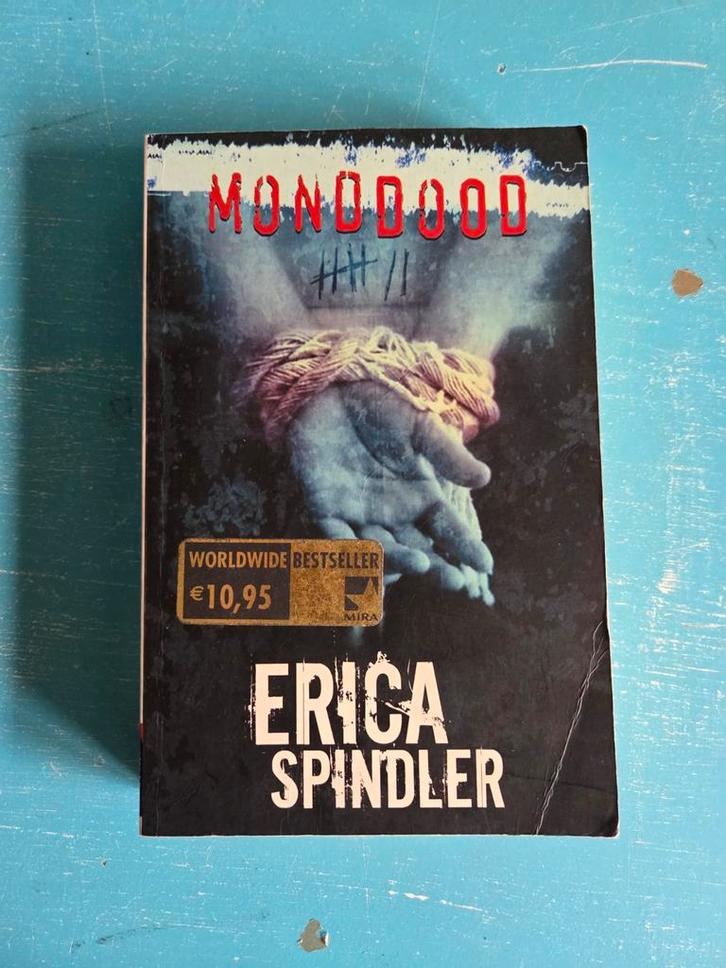 MONDDOOD
WORLDWIDE BESTSELLER
€10,95
MIRA
ERICA
SPINDLER